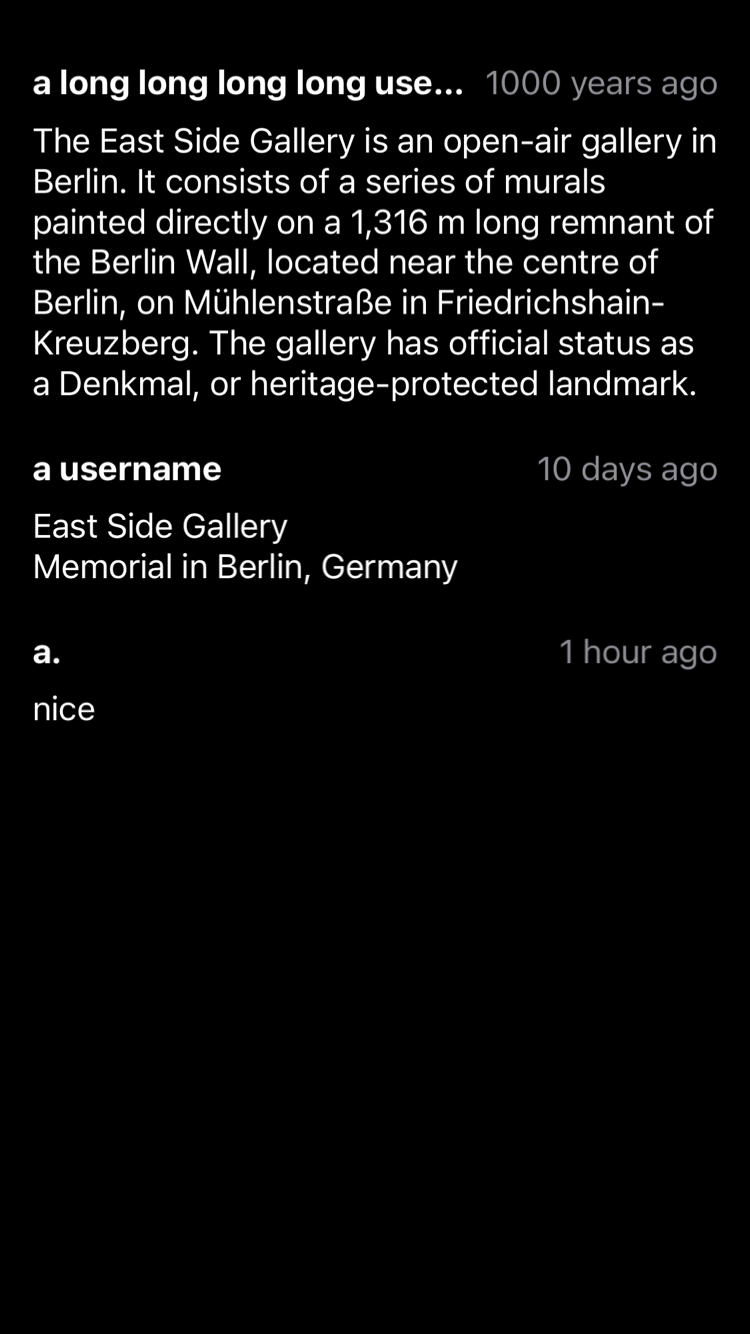 a long long long long use... 1000 years ago
The East Side Gallery is an open-air gallery in
Berlin. It consists of a series of murals
painted directly on a 1,316 m long remnant of
the Berlin Wall, located near the centre of
Berlin, on Mühlenstraße in Friedrichshain-
Kreuzberg. The gallery has official status as
a Denkmal, or heritage-protected landmark.
a username 10 days ago
East Side Gallery
Memorial in Berlin, Germany
a. 1 hour ago
nice